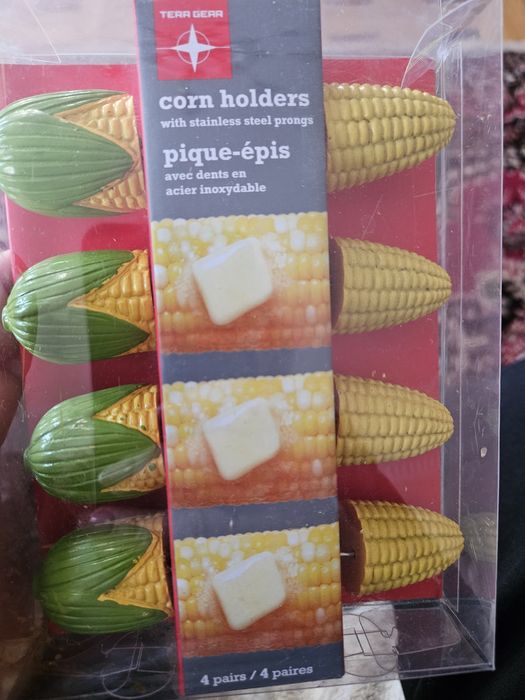 TERA GEAR
corn holders
with stainless steel prongs
pique-épis
avec dents en
acier inoxydable
4 pairs / 4 paires